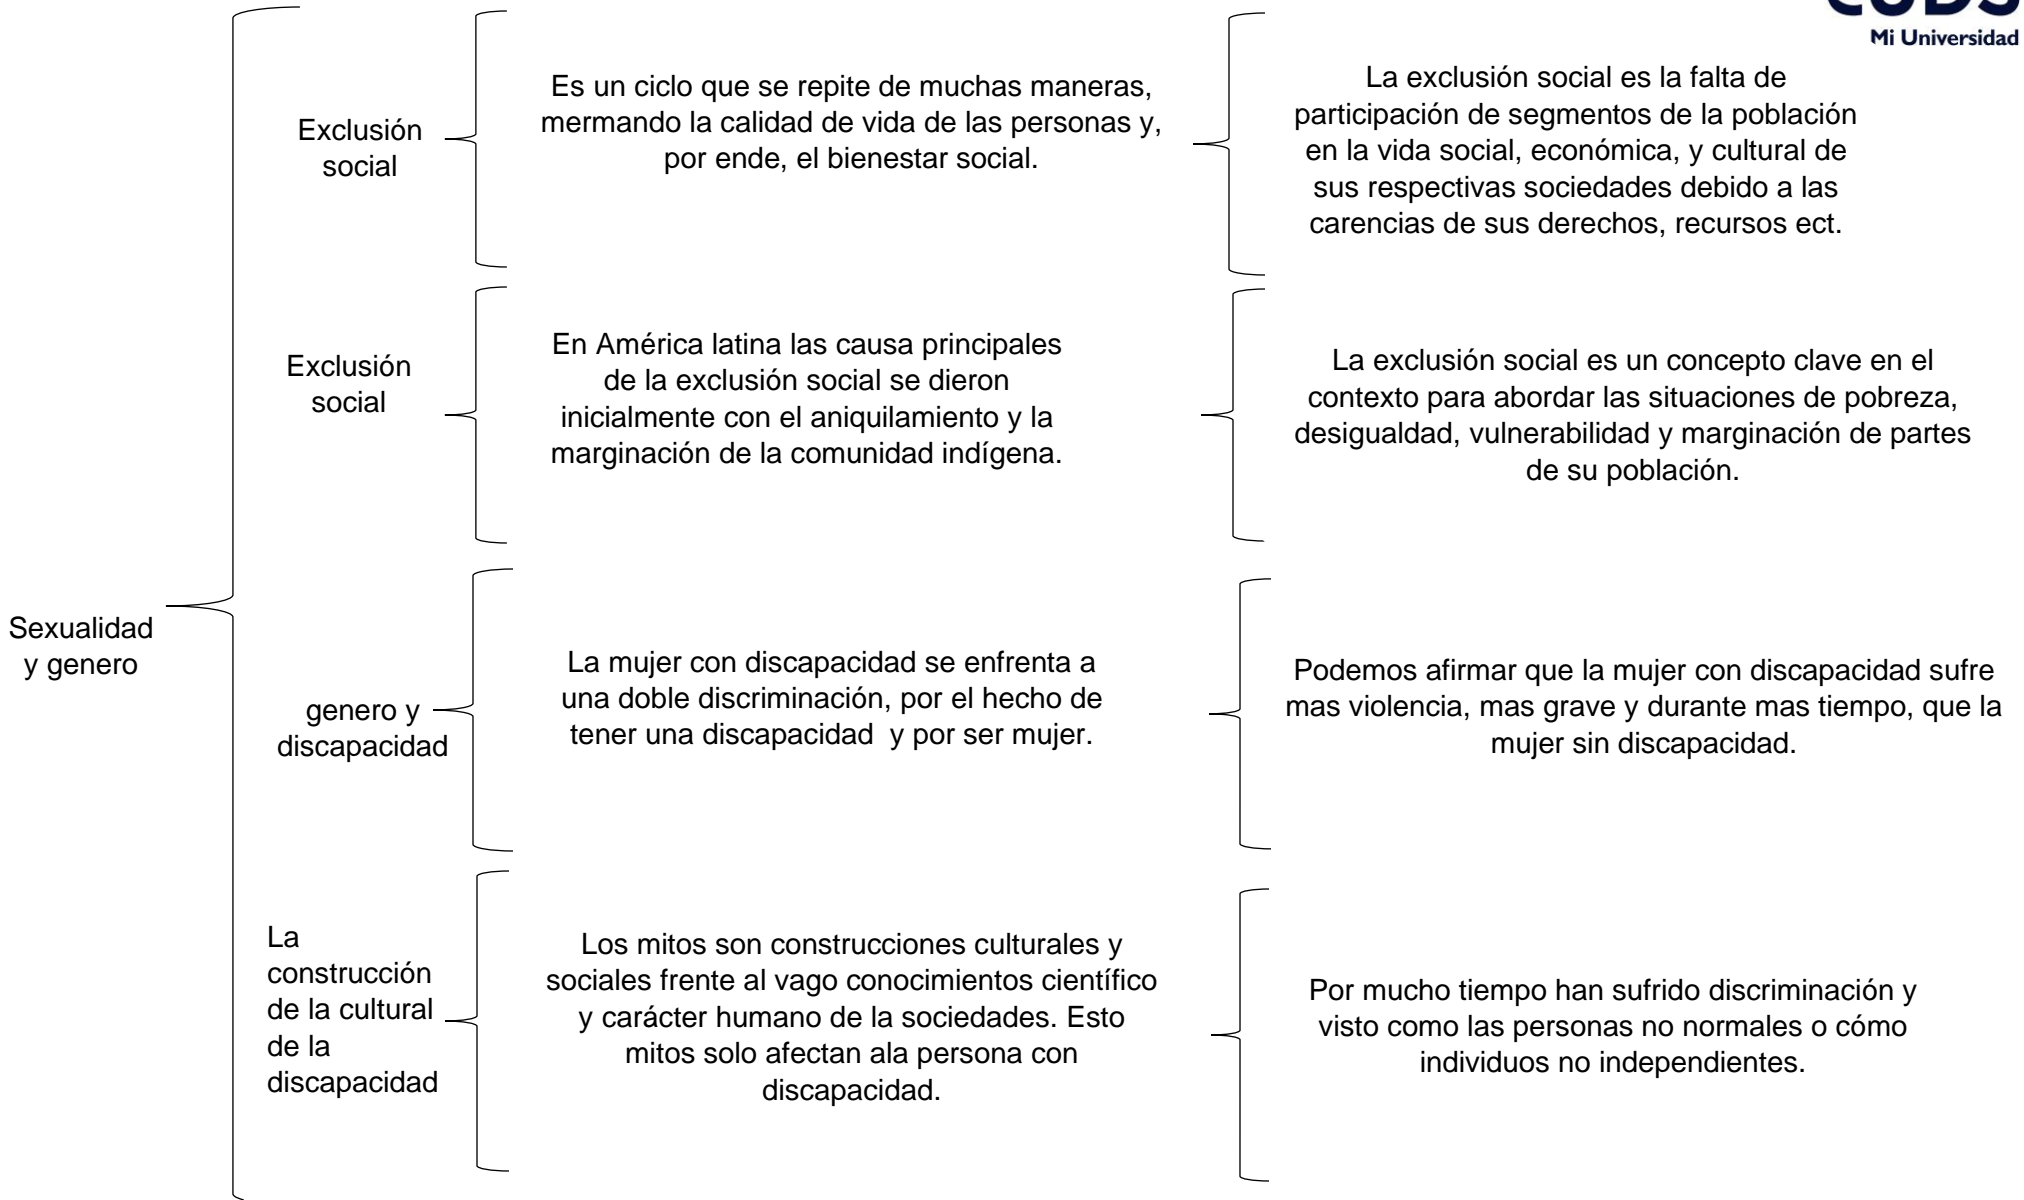 Mi Universidad
Exclusión
social
Es un ciclo que se repite de muchas maneras,
mermando la calidad de vida de las personas y,
por ende, el bienestar social.
La exclusión social es la falta de
participación de segmentos de la población
en la vida social, económica, y cultural de
sus respectivas sociedades debido a las
carencias de sus derechos, recursos ect.
Exclusión
social
En América latina las causa principales
de la exclusión social se dieron
inicialmente con el aniquilamiento y la
marginación de la comunidad indígena.
La exclusión social es un concepto clave en el
contexto para abordar las situaciones de pobreza,
desigualdad, vulnerabilidad y marginación de partes
de su población.
Sexualidad
y genero
genero y
discapacidad
La mujer con discapacidad se enfrenta a
una doble discriminación, por el hecho de
tener una discapacidad  y por ser mujer.
Podemos afirmar que la mujer con discapacidad sufre
mas violencia, mas grave y durante mas tiempo, que la
mujer sin discapacidad.
La
construcción
de la cultural
de la
discapacidad
Los mitos son construcciones culturales y
sociales frente al vago conocimientos científico
y carácter humano de la sociedades. Esto
mitos solo afectan ala persona con
discapacidad.
Por mucho tiempo han sufrido discriminación y
visto como las personas no normales o cómo
individuos no independientes.